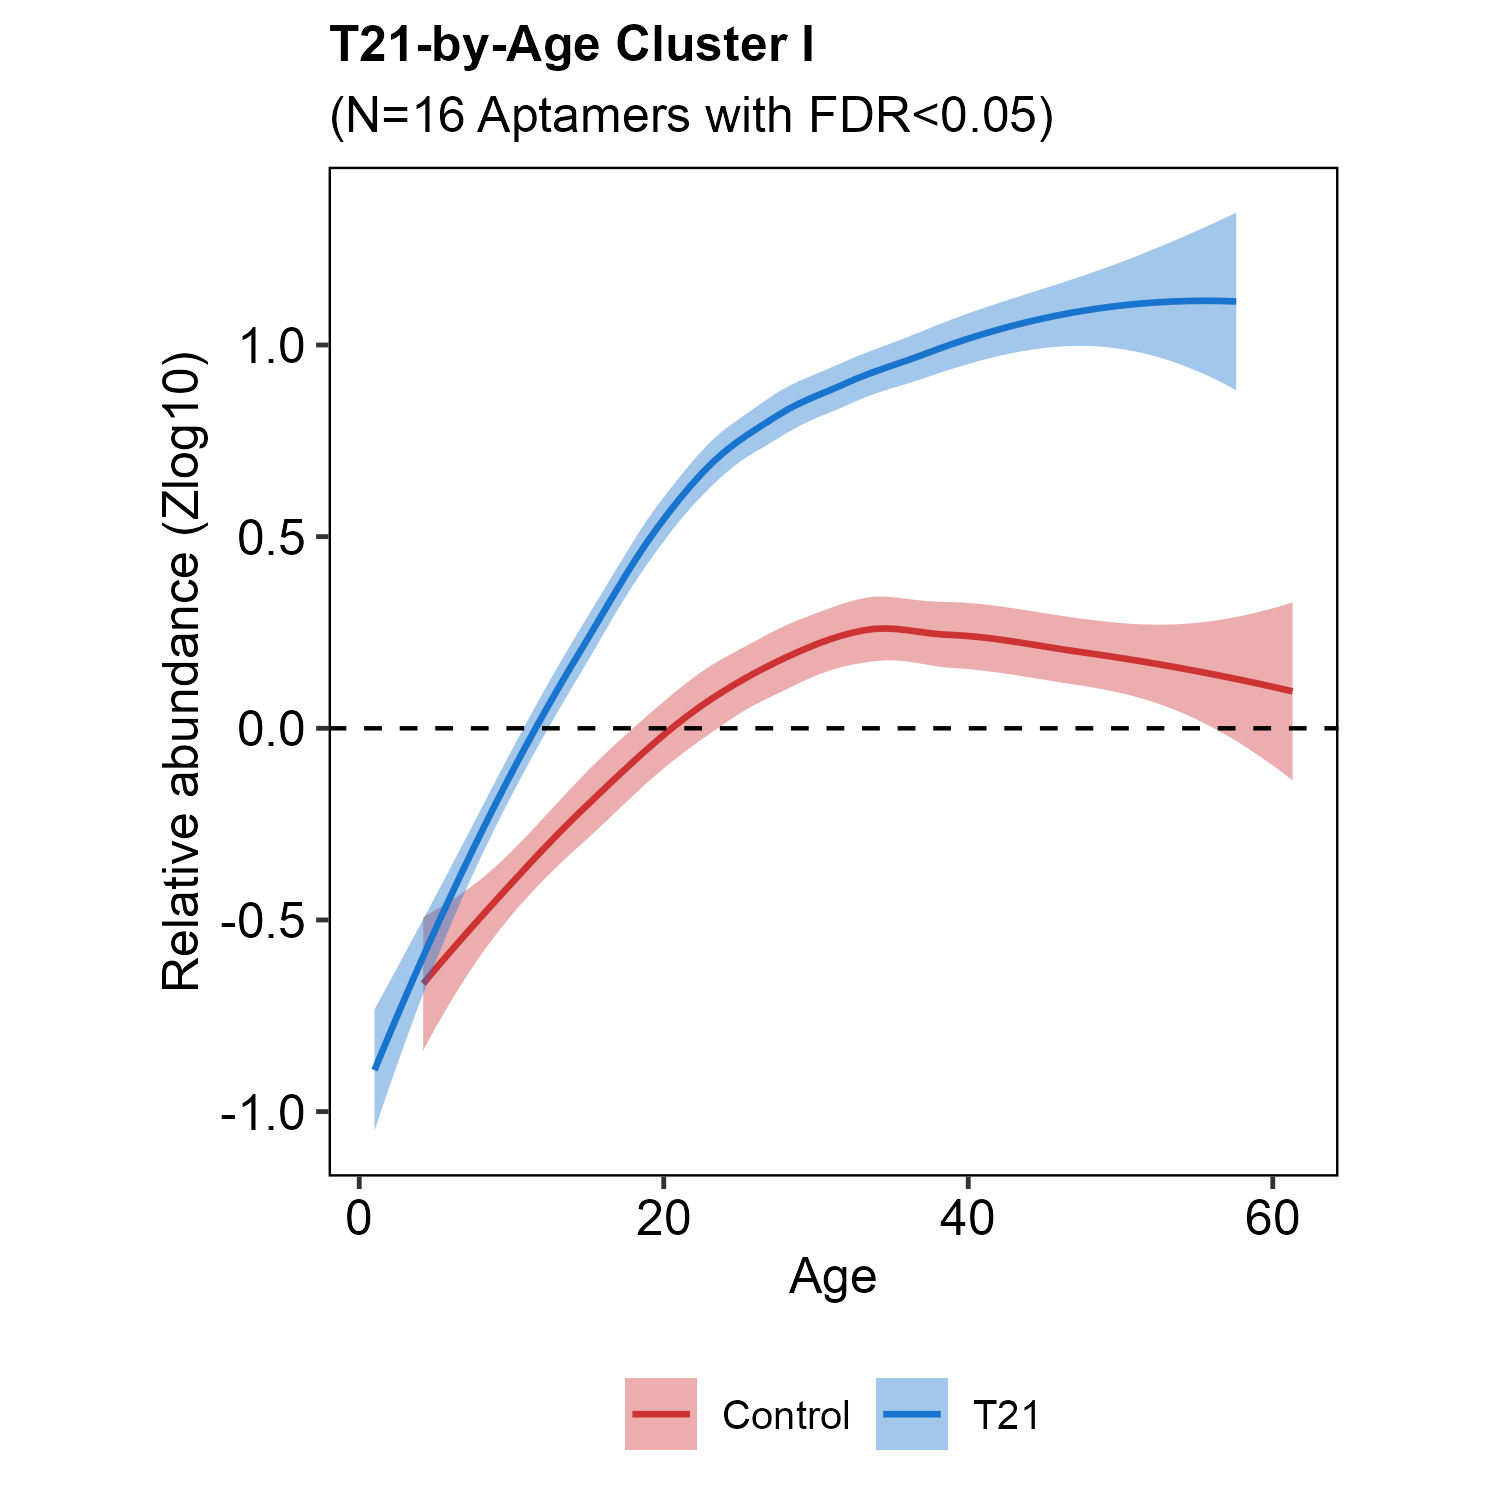 T21-by-Age Cluster I
(N=16 Aptamers with FDR<0.05)
Relative abundance (Zlog10)
1.0
0.5
0.0
-0.5
-1.0
0 20 40 60
Age
Control T21